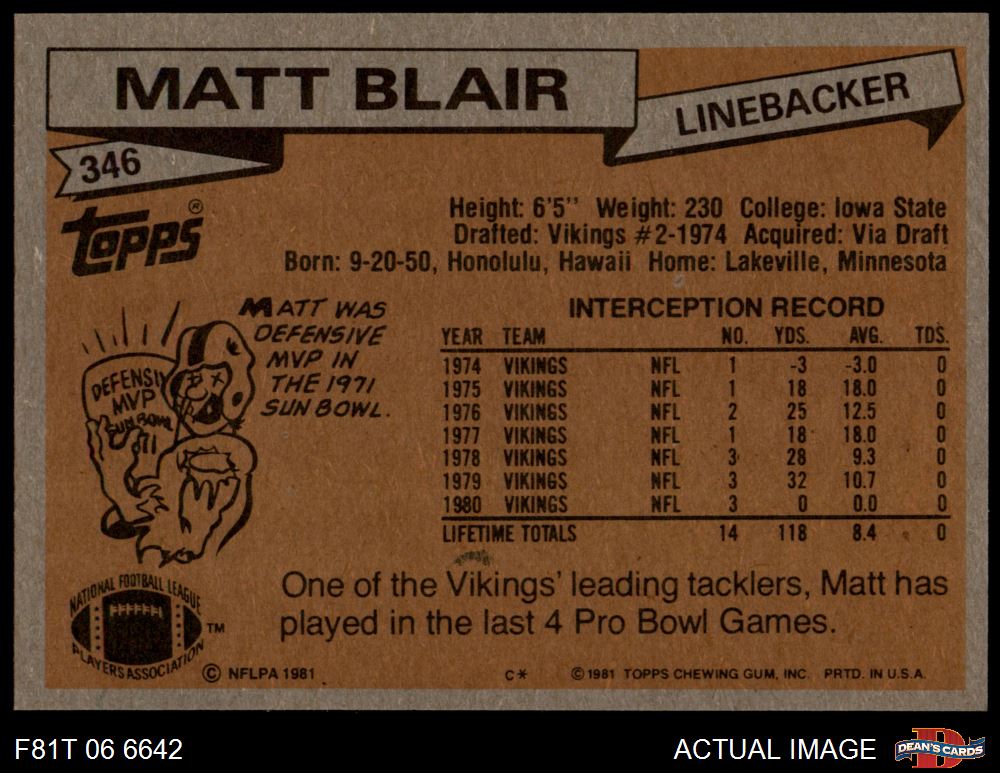 MATT BLAIR
LINEBACKER
346
TOPPS®
Height: 6'5'' Weight: 230 College: Iowa State
Drafted: Vikings #2-1974 Acquired: Via Draft
Born: 9-20-50, Honolulu, Hawaii Home: Lakeville, Minnesota
MATT WAS
DEFENSIVE
MVP IN
THE 1971
SUN BOWL.
DEFENSI
MVP
SUN BOWL
'71
INTERCEPTION RECORD
YEAR TEAM NO. YDS. AVG. TDS.
1974 VIKINGS NFL 1 -3 -3.0 0
1975 VIKINGS NFL 1 18 18.0 0
1976 VIKINGS NFL 2 25 12.5 0
1977 VIKINGS NFL 1 18 18.0 0
1978 VIKINGS NFL 3 28 9.3 0
1979 VIKINGS NFL 3 32 10.7 0
1980 VIKINGS NFL 3 0 0.0 0
LIFETIME TOTALS 14 118 8.4 0
One of the Vikings' leading tacklers, Matt has
played in the last 4 Pro Bowl Games.
NATIONAL FOOTBALL LEAGUE
PLAYERS ASSOCIATION
TM
© NFLPA 1981
C*
© 1981 TOPPS CHEWING GUM, INC. PRTD. IN U.S.A.
F81T 06 6642
ACTUAL IMAGE
D
DEAN'S CARDS